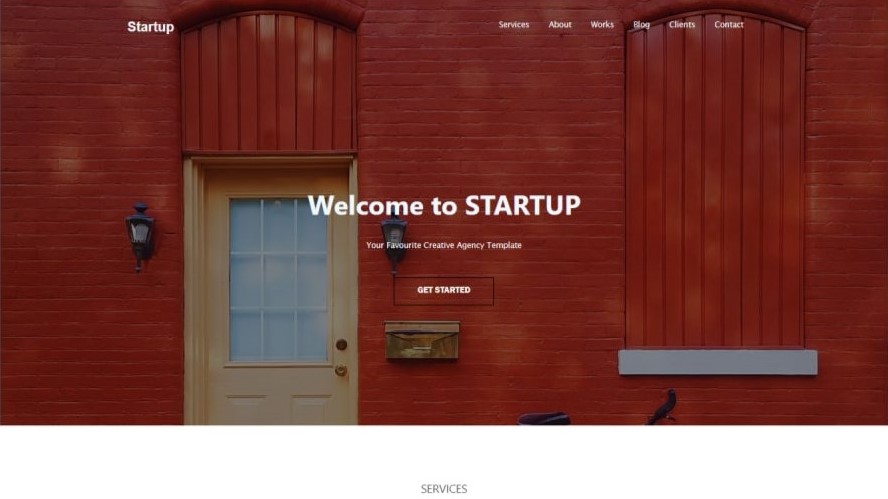 Startup
Services About Works Blog Clients Contact
Welcome to STARTUP
Your Favourite Creative Agency Template
GET STARTED
SERVICES